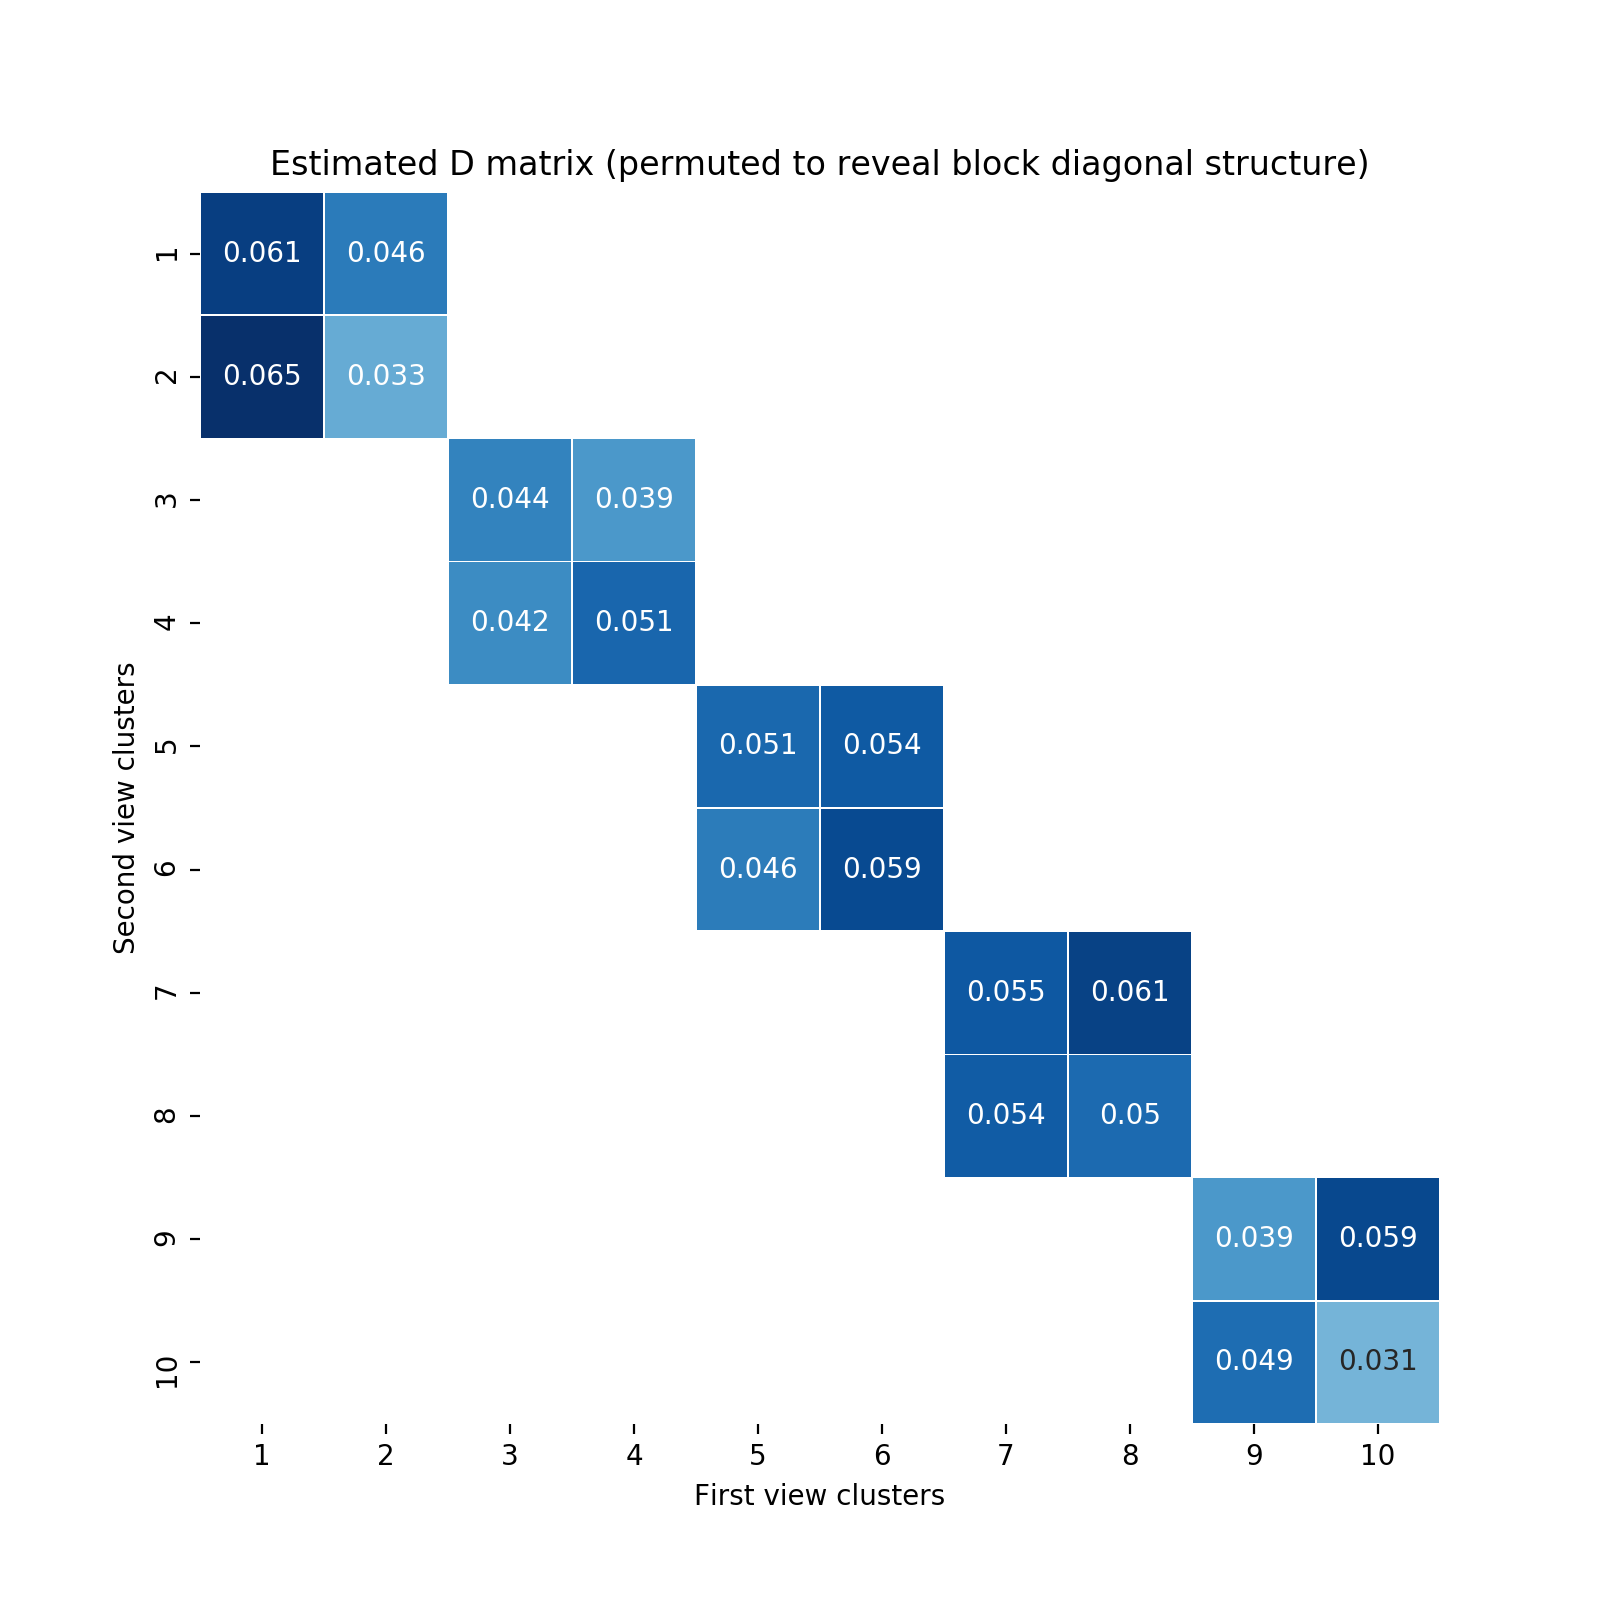 Estimated D matrix (permuted to reveal block diagonal structure)
1 0.061 0.046
2 0.065 0.033
3 0.044 0.039
4 0.042 0.051
5 0.051 0.054
6 0.046 0.059
7 0.055 0.061
8 0.054 0.05
9 0.039 0.059
10 0.049 0.031
Second view clusters
1 2 3 4 5 6 7 8 9 10
First view clusters